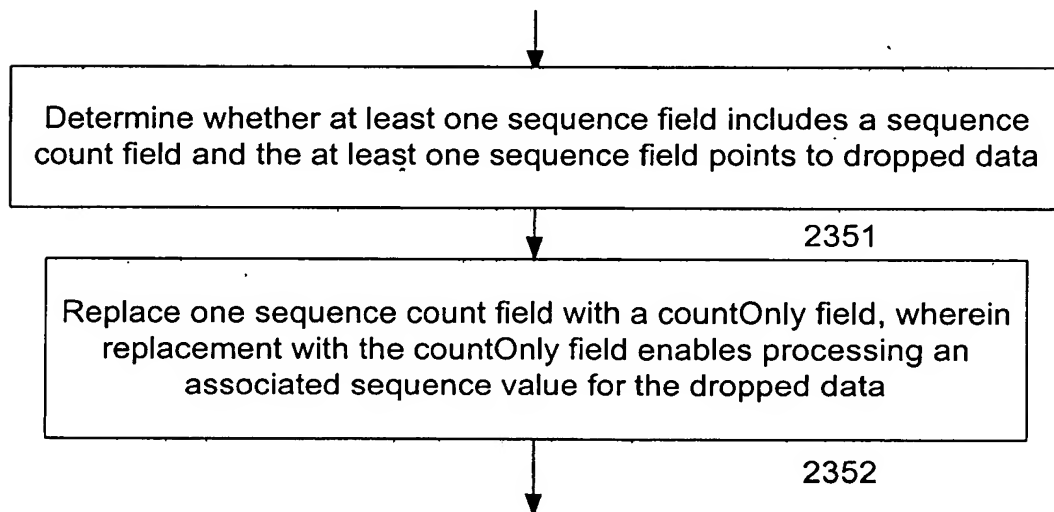 Determine whether at least one sequence field includes a sequence
count field and the at least one sequence field points to dropped data
2351
Replace one sequence count field with a countOnly field, wherein
replacement with the countOnly field enables processing an
associated sequence value for the dropped data
2352